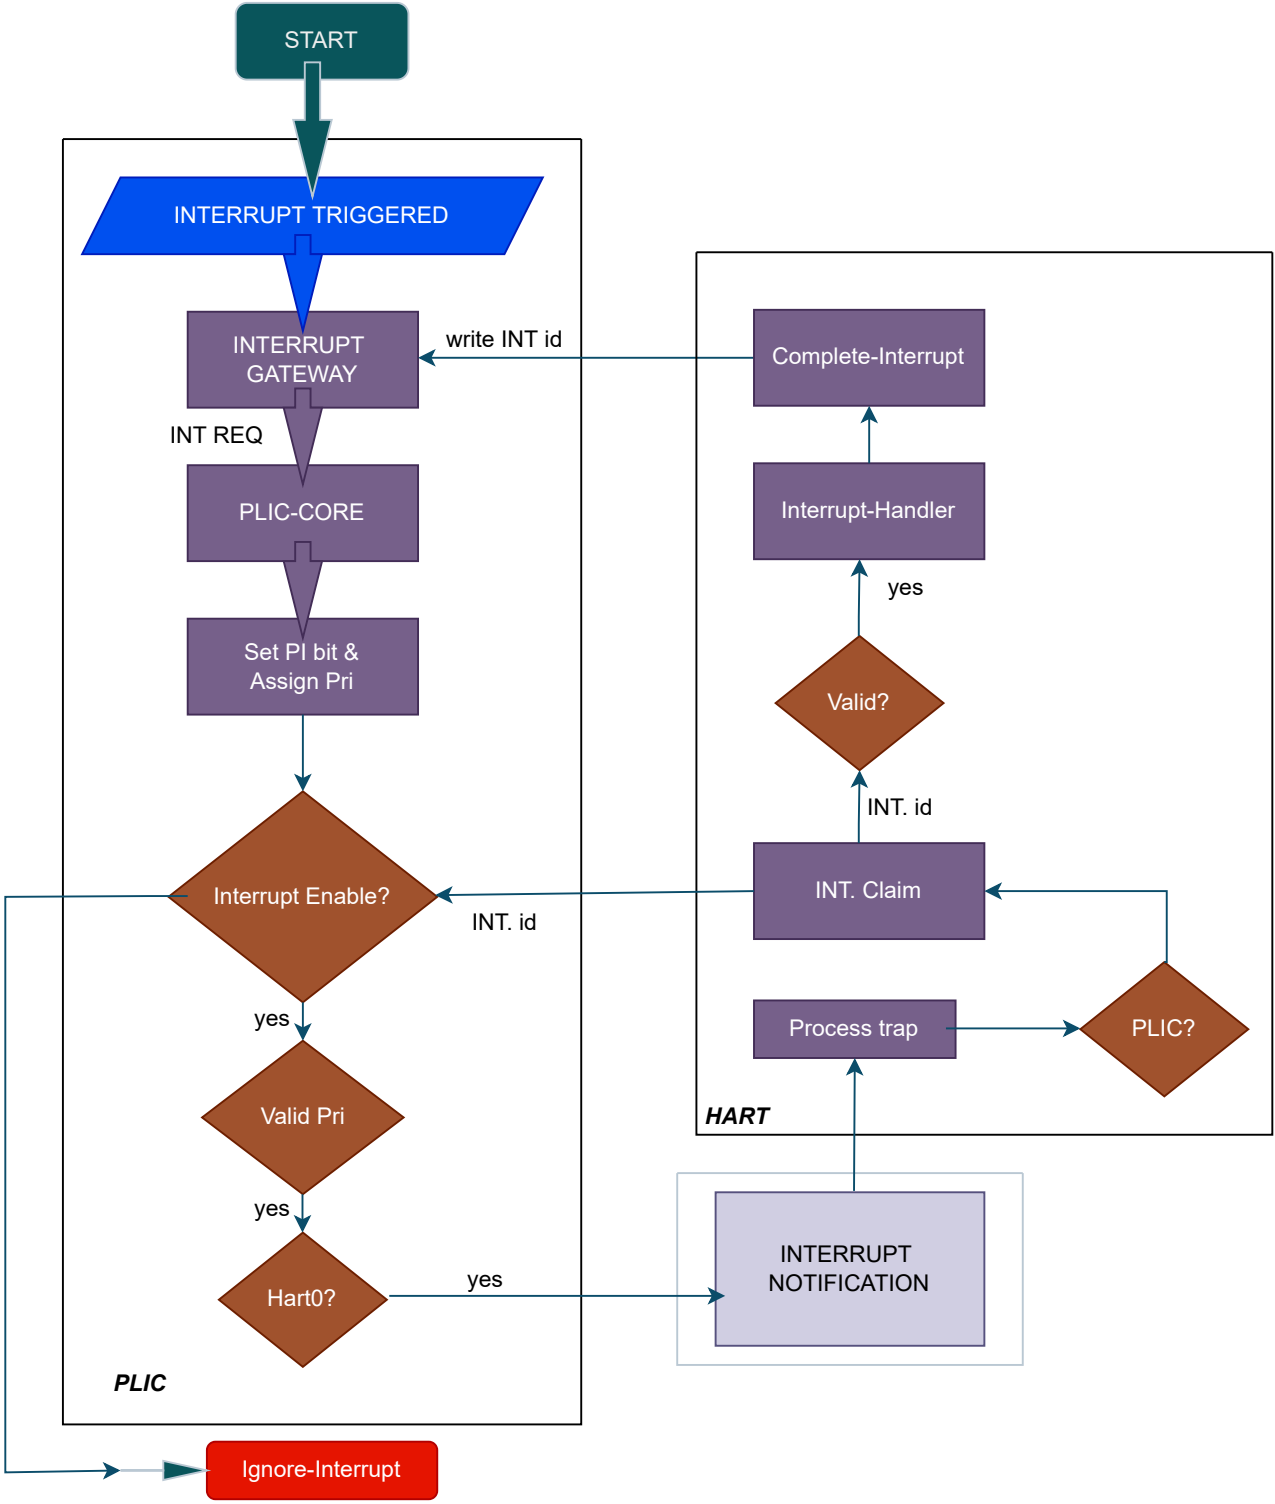 START
INTERRUPT TRIGGERED
INTERRUPT
GATEWAY
write INT id
Complete-Interrupt
INT REQ
PLIC-CORE
Interrupt-Handler
yes
Set PI bit &
Assign Pri
Valid?
INT. id
Interrupt Enable?
INT. Claim
INT. id
yes
Process trap
PLIC?
Valid Pri
HART
yes
INTERRUPT
NOTIFICATION
Hart0?
yes
PLIC
Ignore-Interrupt